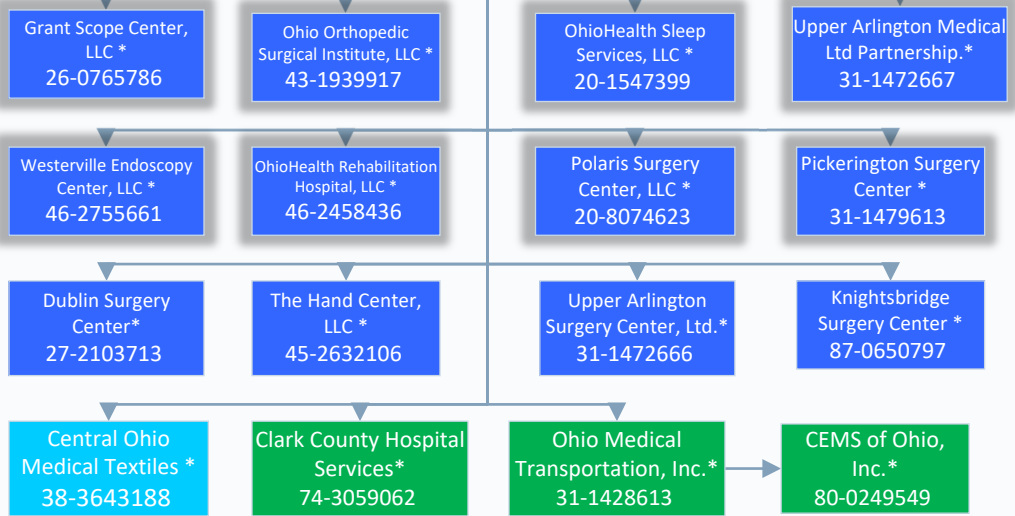 Grant Scope Center,
LLC *
26-0765786
Ohio Orthopedic
Surgical Institute, LLC *
43-1939917
OhioHealth Sleep
Services, LLC *
20-1547399
Upper Arlington Medical
Ltd Partnership.*
31-1472667
Westerville Endoscopy
Center, LLC *
46-2755661
OhioHealth Rehabilitation
Hospital, LLC *
46-2458436
Polaris Surgery
Center, LLC *
20-8074623
Pickerington Surgery
Center *
31-1479613
Dublin Surgery
Center*
27-2103713
The Hand Center,
LLC *
45-2632106
Upper Arlington
Surgery Center, Ltd.*
31-1472666
Knightsbridge
Surgery Center *
87-0650797
Central Ohio
Medical Textiles *
38-3643188
Clark County Hospital
Services*
74-3059062
Ohio Medical
Transportation, Inc.*
31-1428613
CEMS of Ohio,
Inc.*
80-0249549